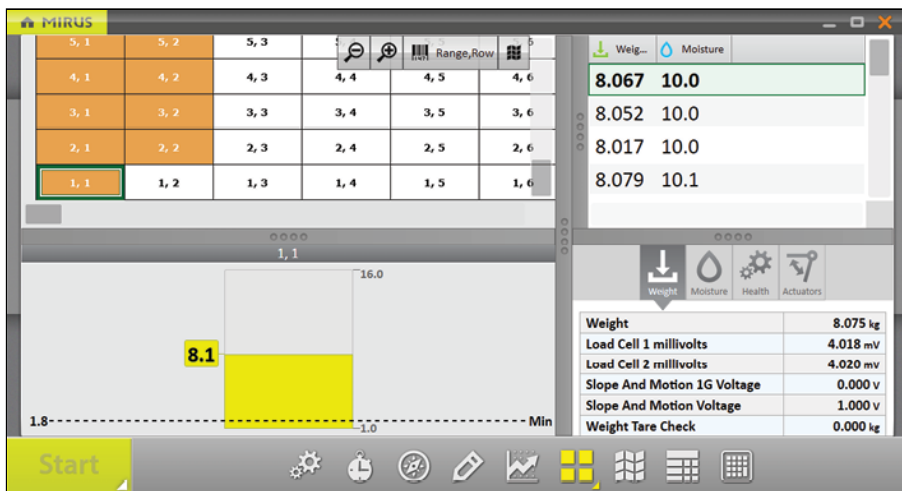 MIRUS
5, 1 5, 2 5, 3 5
Range,Row
Weig... Moisture
4, 1 4, 2 4, 3 4, 4 4, 5 4, 6
8.067 10.0
3, 1 3, 2 3, 3 3, 4 3, 5 3, 6
8.052 10.0
2, 1 2, 2 2, 3 2, 4 2, 5 2, 6
8.017 10.0
1, 1 1, 2 1, 3 1, 4 1, 5 1, 6
8.079 10.1
1, 1
16.0
8.1
1.8 Min
1.0
Weight Moisture Health Actuators
Weight 8.075 kg
Load Cell 1 millivolts 4.018 mV
Load Cell 2 millivolts 4.020 mV
Slope And Motion 1G Voltage 0.000 V
Slope And Motion Voltage 1.000 V
Weight Tare Check 0.000 kg
Start